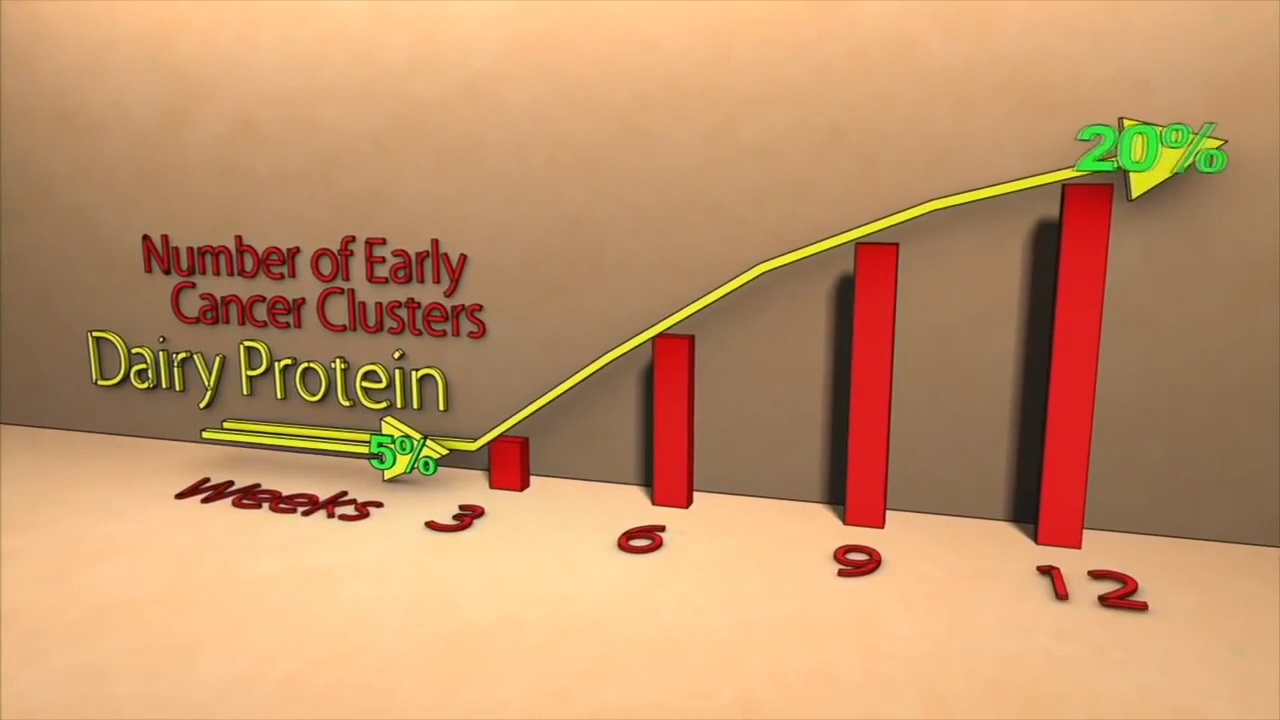 Number of Early
Cancer Clusters
Dairy Protein
5%
20%
Weeks 3 6 9 12